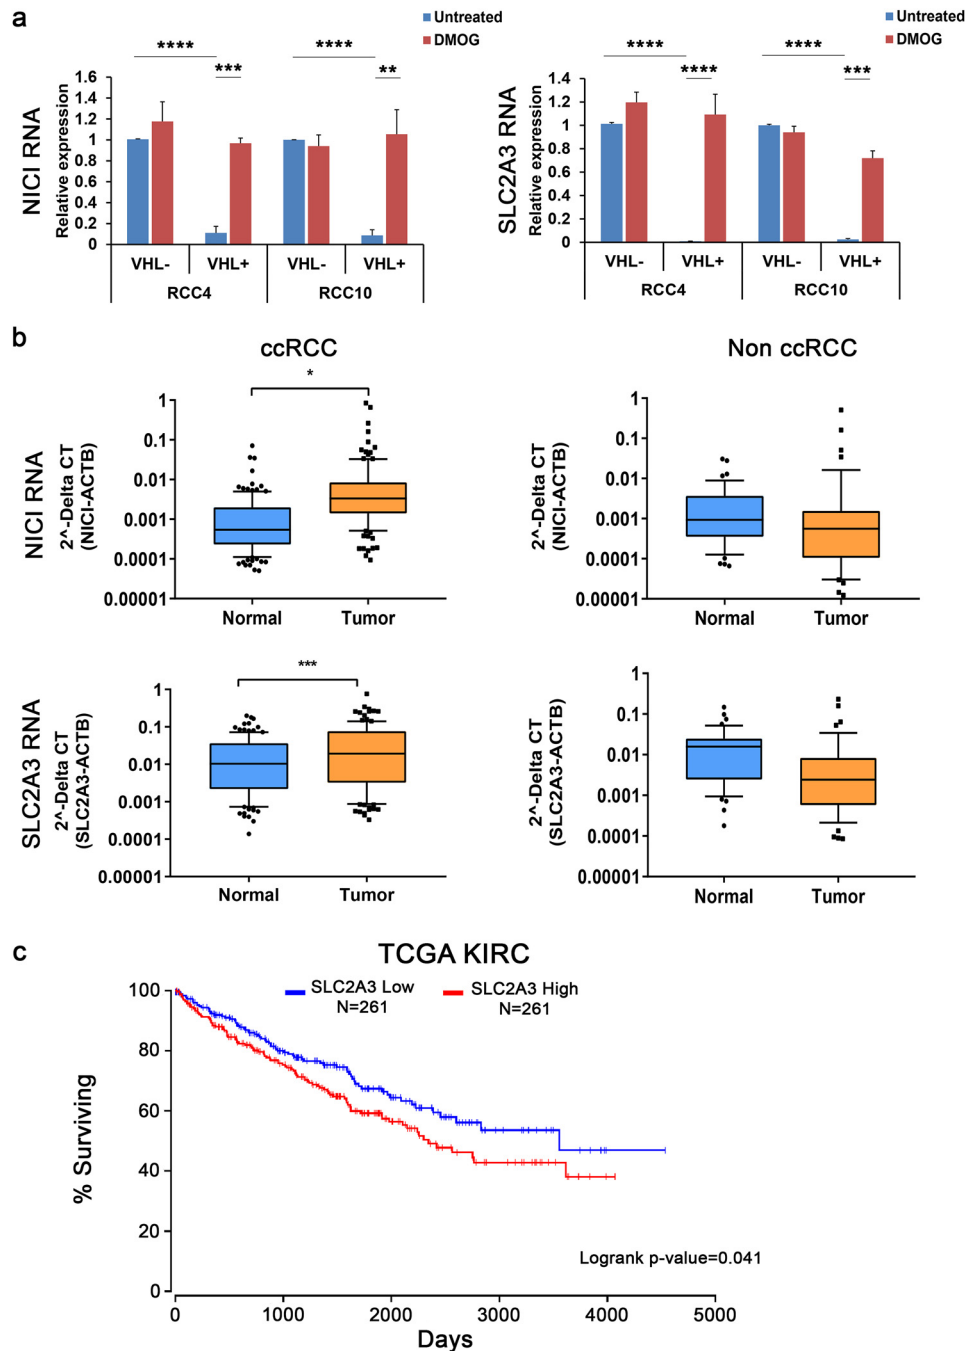 a
Untreated
DMOG
**** *** **** **
NICI RNA
Relative expression
1.6
1.4
1.2
1
0.8
0.6
0.4
0.2
0
VHL- VHL+ VHL- VHL+
RCC4 RCC10
Untreated
DMOG
**** **** **** ***
SLC2A3 RNA
Relative expression
1.4
1.2
1
0.8
0.6
0.4
0.2
0
VHL- VHL+ VHL- VHL+
RCC4 RCC10
b
ccRCC
*
NICI RNA
2^-Delta CT
(NICI-ACTB)
1
0.1
0.01
0.001
0.0001
0.00001
Normal Tumor
Non ccRCC
2^-Delta CT
(NICI-ACTB)
1
0.1
0.01
0.001
0.0001
0.00001
Normal Tumor
***
SLC2A3 RNA
2^-Delta CT
(SLC2A3-ACTB)
1
0.1
0.01
0.001
0.0001
0.00001
Normal Tumor
2^-Delta CT
(SLC2A3-ACTB)
1
0.1
0.01
0.001
0.0001
0.00001
Normal Tumor
c
TCGA KIRC
SLC2A3 Low
N=261
SLC2A3 High
N=261
% Surviving
100
80
60
40
20
0
Logrank p-value=0.041
0 1000 2000 3000 4000 5000
Days